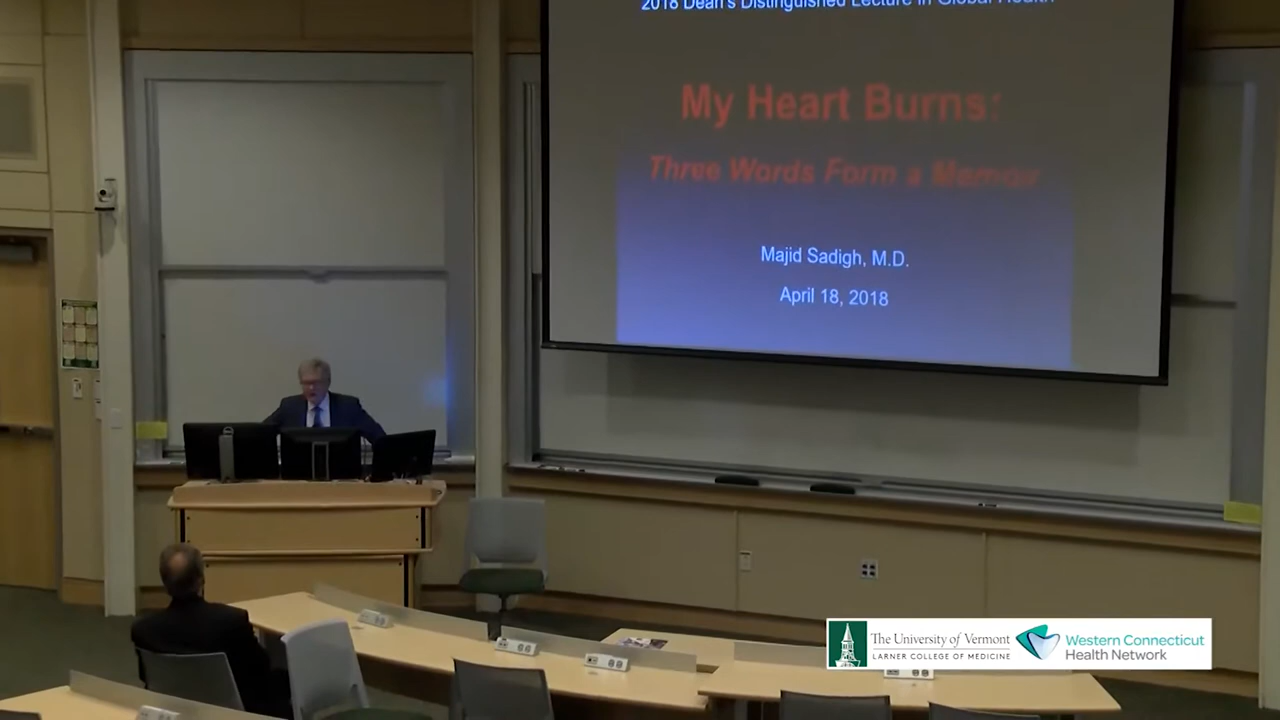 2018 Dean's Distinguished Lecture in Global Health
My Heart Burns:
Three Words Form a Memoir
Majid Sadigh, M.D.
April 18, 2018
The University of Vermont
LARNER COLLEGE OF MEDICINE
Western Connecticut
Health Network